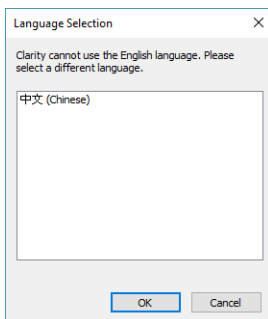 Language Selection
Clarity cannot use the English language. Please
select a different language.
中文 (Chinese)
OK
Cancel